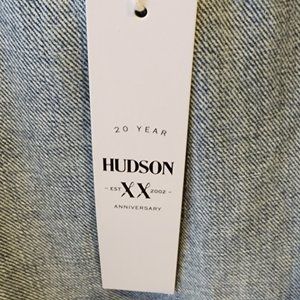 20 YEAR
HUDSON
- EST XX 2002 -
ANNIVERSARY